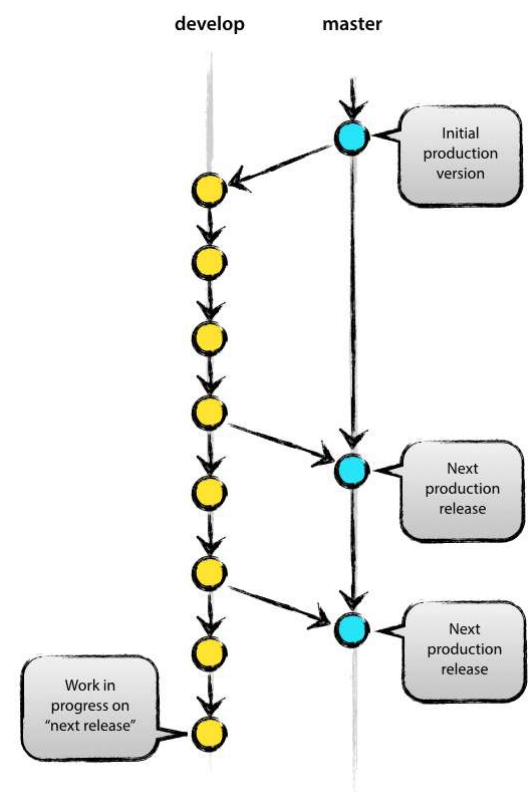 develop
master
Initial
production
version
Next
production
release
Next
production
release
Work in
progress on
“next release”